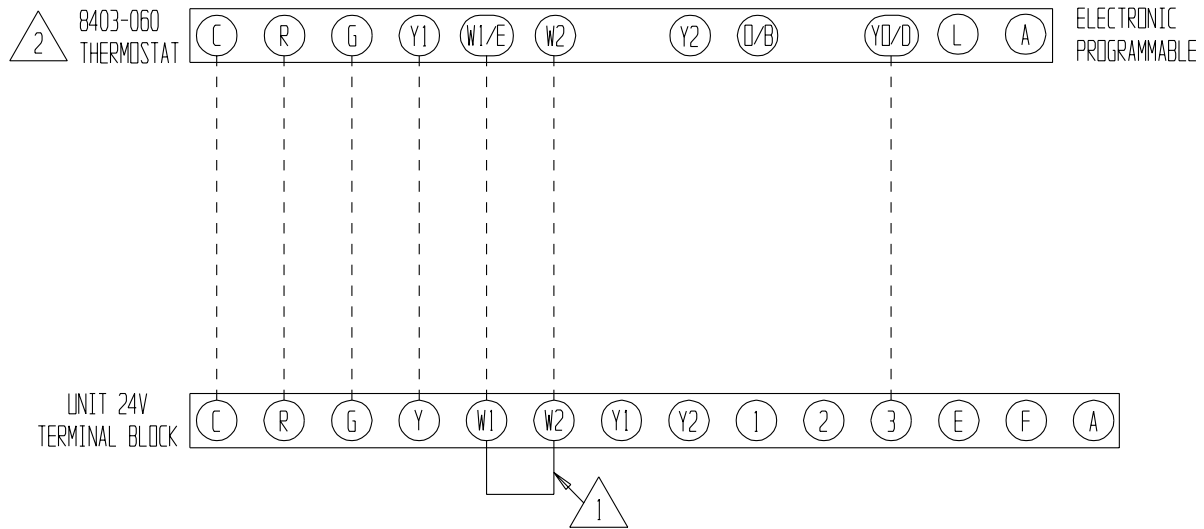 2
8403-060
THERMOSTAT
C R G Y1 W1/E W2 Y2 O/B YO/D L A
ELECTRONIC
PROGRAMMABLE
UNIT 24V
TERMINAL BLOCK
C R G Y W1 W2 Y1 Y2 1 2 3 E F A
1